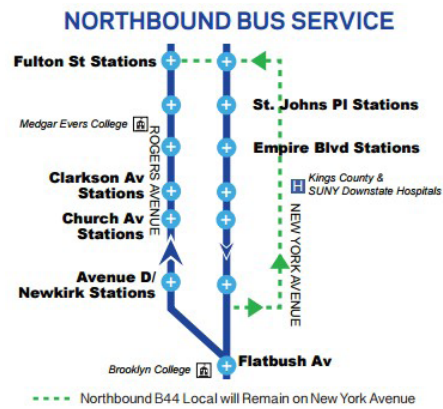 NORTHBOUND BUS SERVICE
Fulton St Stations
St. Johns Pl Stations
Medgar Evers College
ROGERS AVENUE
Empire Blvd Stations
Clarkson Av
Stations
H
Kings County &
SUNY Downstate Hospitals
Church Av
Stations
NEW YORK AVENUE
Avenue D/
Newkirk Stations
Brooklyn College
Flatbush Av
Northbound B44 Local will Remain on New York Avenue